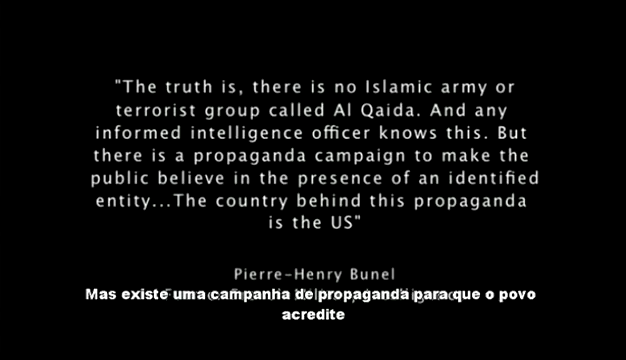 "The truth is, there is no Islamic army or
terrorist group called Al Qaida. And any
informed intelligence officer knows this. But
there is a propaganda campaign to make the
public believe in the presence of an identified
entity...The country behind this propaganda
is the US"
Pierre-Henry Bunel
Mas existe uma campanha de propaganda para que o povo
acredite